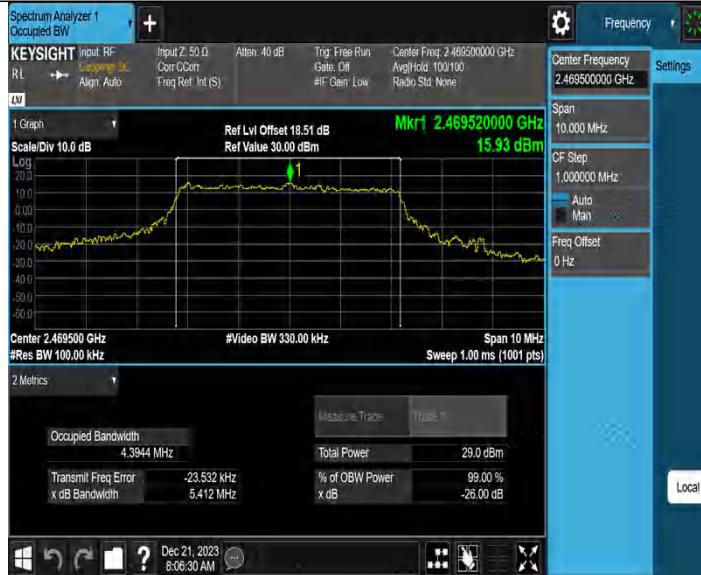 Spectrum Analyzer 1
Occupied BW
+
Frequency
KEYSIGHT
Input: RF
Coupling: DC
Align: Auto
Input Z: 50 Ω
Corr CCorr
Freq Ref: Int (S)
Atten: 40 dB
Trig: Free Run
Gate: Off
#IF Gain: Low
Center Freq: 2.469500000 GHz
Avg|Hold: 100/100
Radio Std: None
RL
LXI
Center Frequency
2.469500000 GHz
Settings
Span
10.000 MHz
CF Step
1.000000 MHz
Auto
Man
Freq Offset
0 Hz
1 Graph
Scale/Div 10.0 dB
Ref Lvl Offset 18.51 dB
Ref Value 30.00 dBm
Mkr1 2.469520000 GHz
15.93 dBm
Log
20.0
10.0
0.00
-10.0
-20.0
-30.0
-40.0
-50.0
-60.0
1
Center 2.469500 GHz
#Res BW 100.00 kHz
#Video BW 330.00 kHz
Span 10 MHz
Sweep 1.00 ms (1001 pts)
2 Metrics
Measure Trace
Trace 1
Occupied Bandwidth
4.3944 MHz
Total Power
29.0 dBm
Transmit Freq Error
-23.532 kHz
% of OBW Power
99.00 %
x dB Bandwidth
5.412 MHz
x dB
-26.00 dB
Local
?
Dec 21, 2023
8:06:30 AM